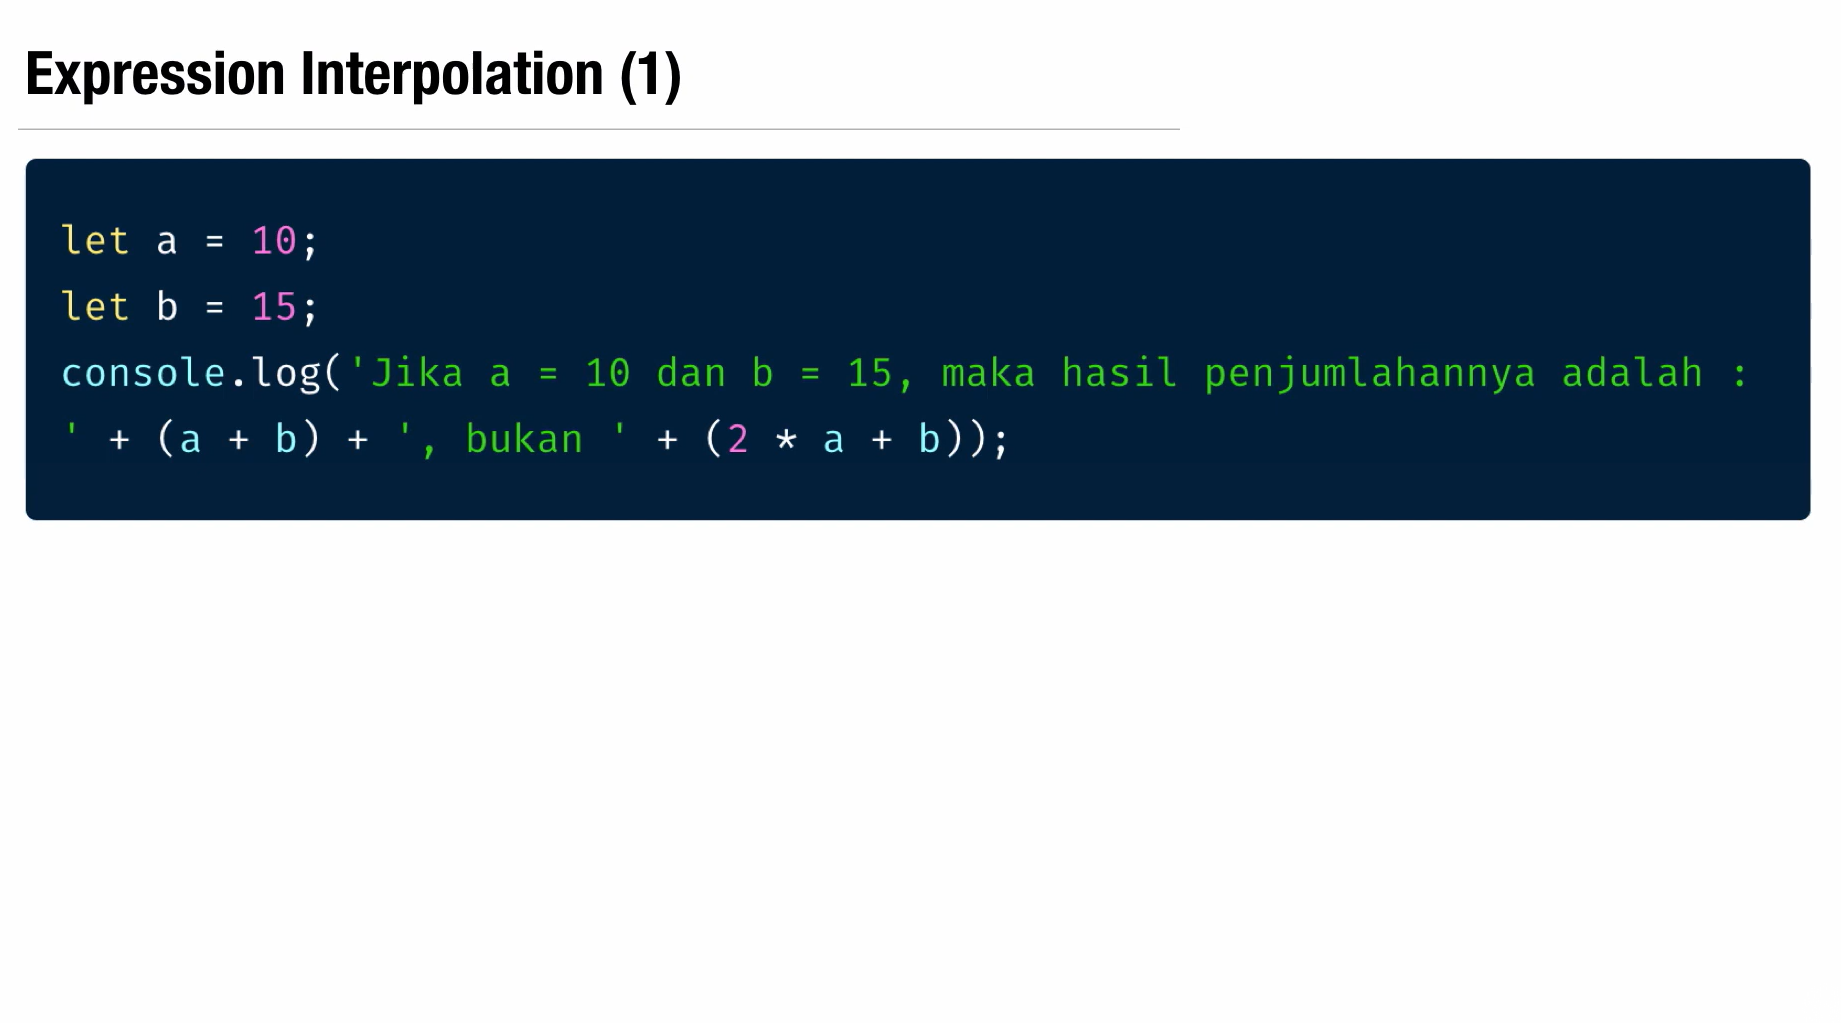 Expression Interpolation (1)
let a = 10;
let b = 15;
console.log('Jika a = 10 dan b = 15, maka hasil penjumlahannya adalah :
' + (a + b) + ', bukan ' + (2 * a + b));